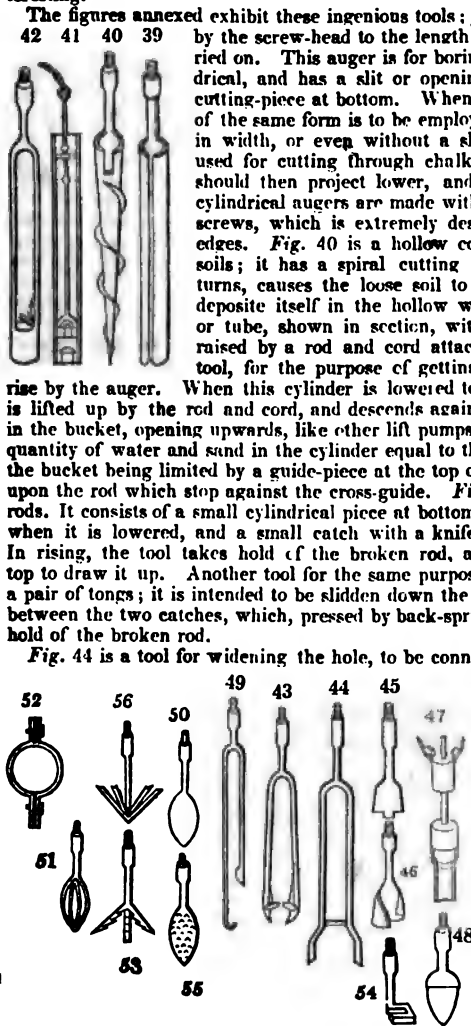 The figures annexed exhibit these ingenious tools;
42 41 40 39
by the screw-head to the length
ried on. This auger is for borin
drical, and has a slit or openin
cutting-piece at bottom. When
of the same form is to be employ
in width, or even without a sl
used for cutting through chalk
should then project lower, and
cylindrical augers are made with
screws, which is extremely des
edges. Fig. 40 is a hollow co
soils; it has a spiral cutting
turns, causes the loose soil to
deposite itself in the hollow w
or tube, shown in section, wit
raised by a rod and cord attac
tool, for the purpose of getting
rise by the auger. When this cylinder is lowered to
is lifted up by the rod and cord, and descends again
in the bucket, opening upwards, like other lift pumps
quantity of water and sand in the cylinder equal to th
the bucket being limited by a guide-piece at the top o
upon the rod which stop against the cross-guide. Fi
rods. It consists of a small cylindrical piece at bottom
when it is lowered, and a small catch with a knife
In rising, the tool takes hold of the broken rod, a
top to draw it up. Another tool for the same purpos
a pair of tongs; it is intended to be slidden down the
between the two catches, which, pressed by back-spr
hold of the broken rod.
Fig. 44 is a tool for widening the hole, to be conn
52 56 50 49 43 44 45 47
51 53 55 46 48
54